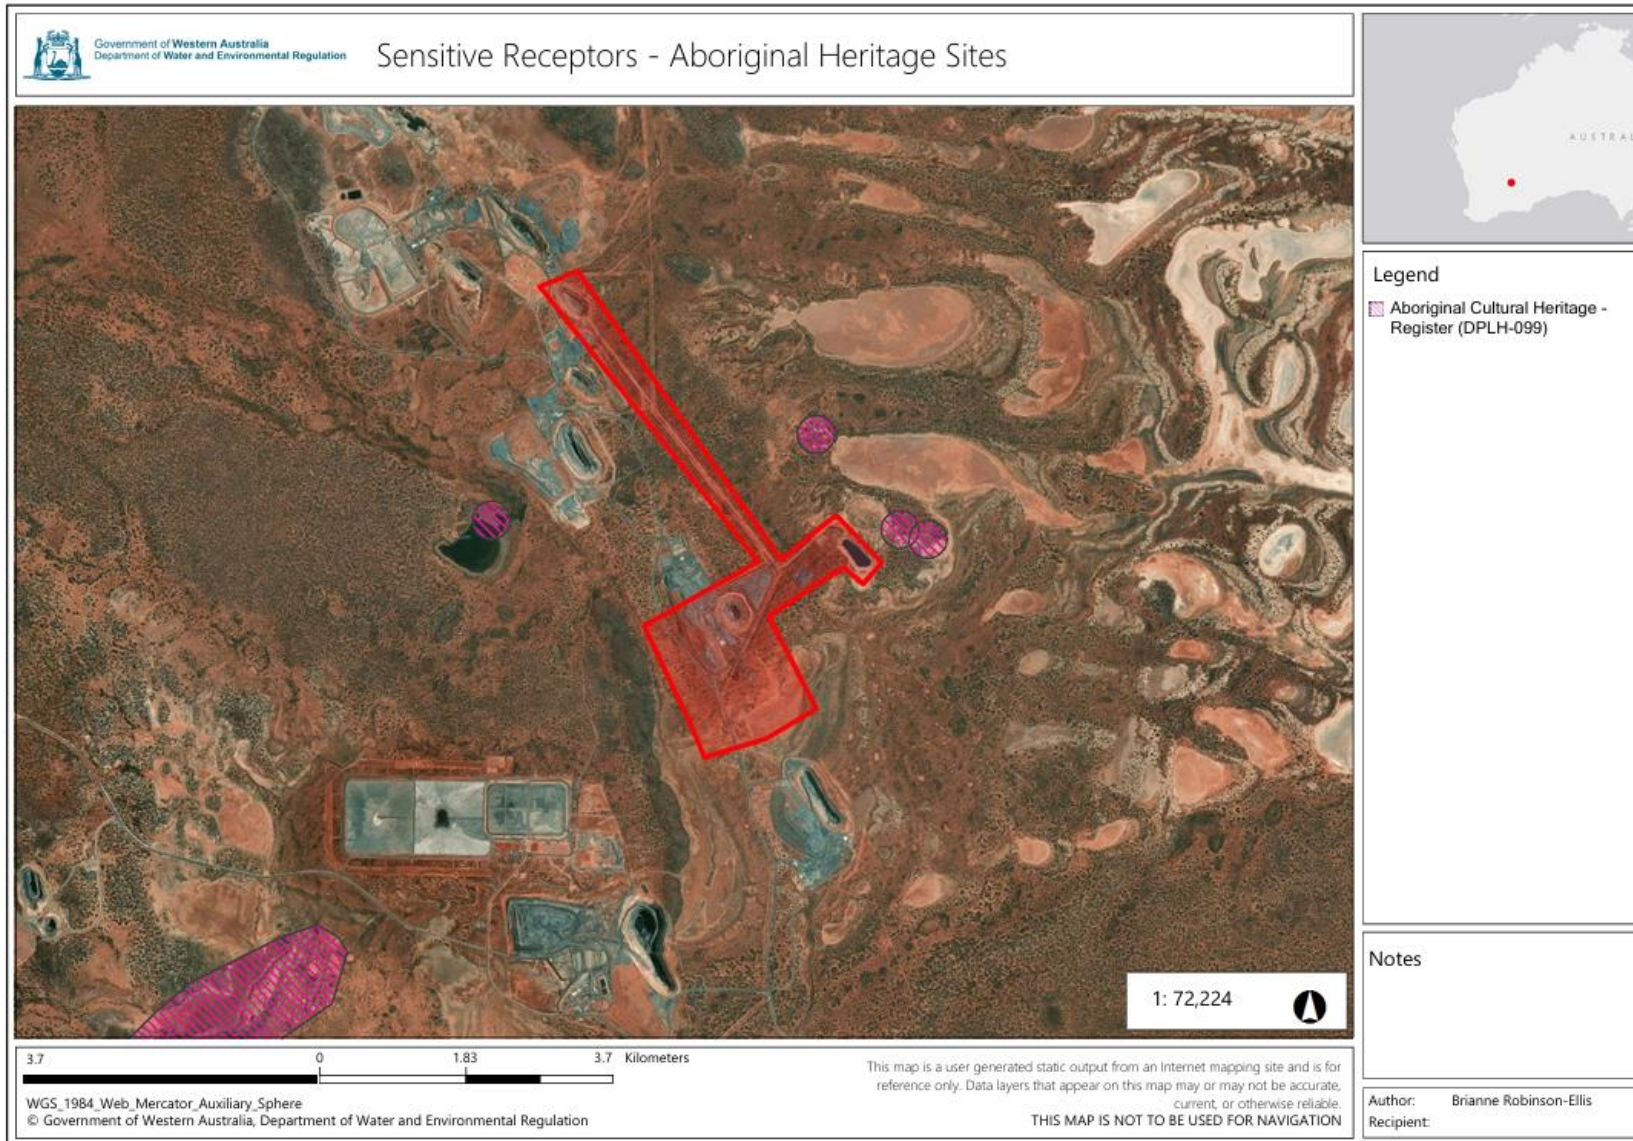 Government of Western Australia
Department of Water and Environmental Regulation
Sensitive Receptors - Aboriginal Heritage Sites
Legend
Aboriginal Cultural Heritage -
Register (DPLH-099)
1: 72,224
Notes
3.7 0 1.83 3.7 Kilometers
WGS_1984_Web_Mercator_Auxiliary_Sphere
© Government of Western Australia, Department of Water and Environmental Regulation
This map is a user generated static output from an Internet mapping site and is for
reference only. Data layers that appear on this map may or may not be accurate,
current, or otherwise reliable.
THIS MAP IS NOT TO BE USED FOR NAVIGATION
Author: Brianne Robinson-Ellis
Recipient: